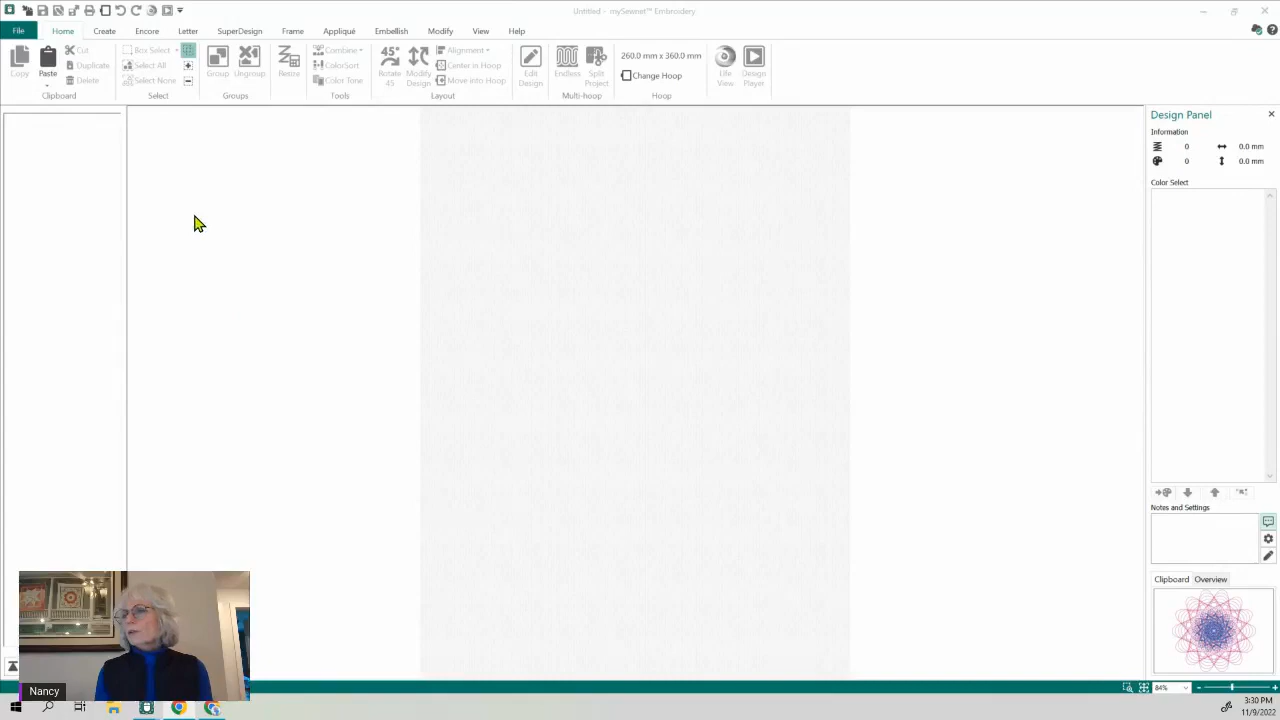 Untitled - mySewnet™ Embroidery
File Home Create Encore Letter SuperDesign Frame Appliqué Embellish Modify View Help
Copy
Paste
Cut
Duplicate
Delete
Clipboard
Box Select
Select All
Select None
Select
Group
Ungroup
Groups
Resize
Combine
ColorSort
Color Tone
Tools
Rotate
45
Modify
Design
Alignment
Center in Hoop
Move into Hoop
Layout
Edit
Design
Endless
Split
Project
Multi-hoop
260.0 mm x 360.0 mm
Change Hoop
Hoop
Life
View
Design
Player
Design Panel
Information
0 0.0 mm
0 0.0 mm
Color Select
Notes and Settings
Clipboard Overview
Nancy
84%
3:30 PM
11/9/2022